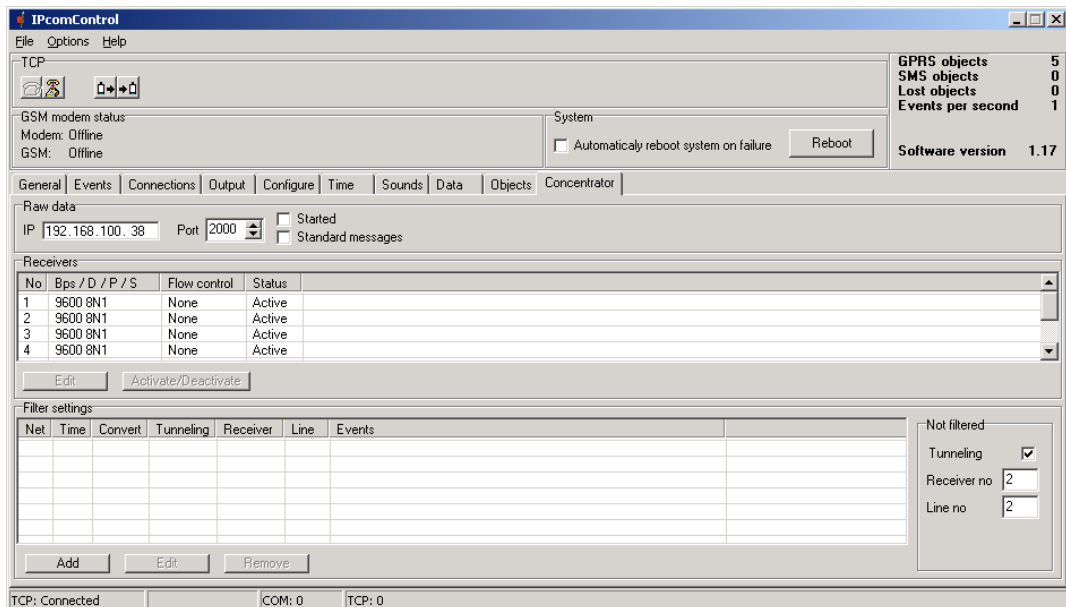 IPcomControl
File Options Help
TCP
GPRS objects 5
SMS objects 0
Lost objects 0
Events per second 1
Software version 1.17
GSM modem status
Modem: Offline
GSM: Offline
System
Automaticaly reboot system on failure
Reboot
General Events Connections Output Configure Time Sounds Data Objects Concentrator
Raw data
IP 192.168.100. 38 Port 2000
Started
Standard messages
Receivers
No Bps / D / P / S Flow control Status
1 9600 8N1 None Active
2 9600 8N1 None Active
3 9600 8N1 None Active
4 9600 8N1 None Active
Edit Activate/Deactivate
Filter settings
Net Time Convert Tunneling Receiver Line Events
Not filtered
Tunneling
Receiver no 2
Line no 2
Add Edit Remove
TCP: Connected COM: 0 TCP: 0